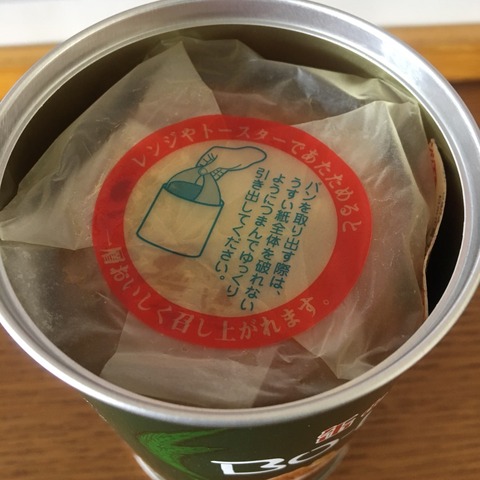 レンジやトースターであたためると
一層おいしく召し上がれます。
パンを取り出す際は、
うすい紙全体を破れない
ようにつまんでゆっくり
引き出してください。
BO